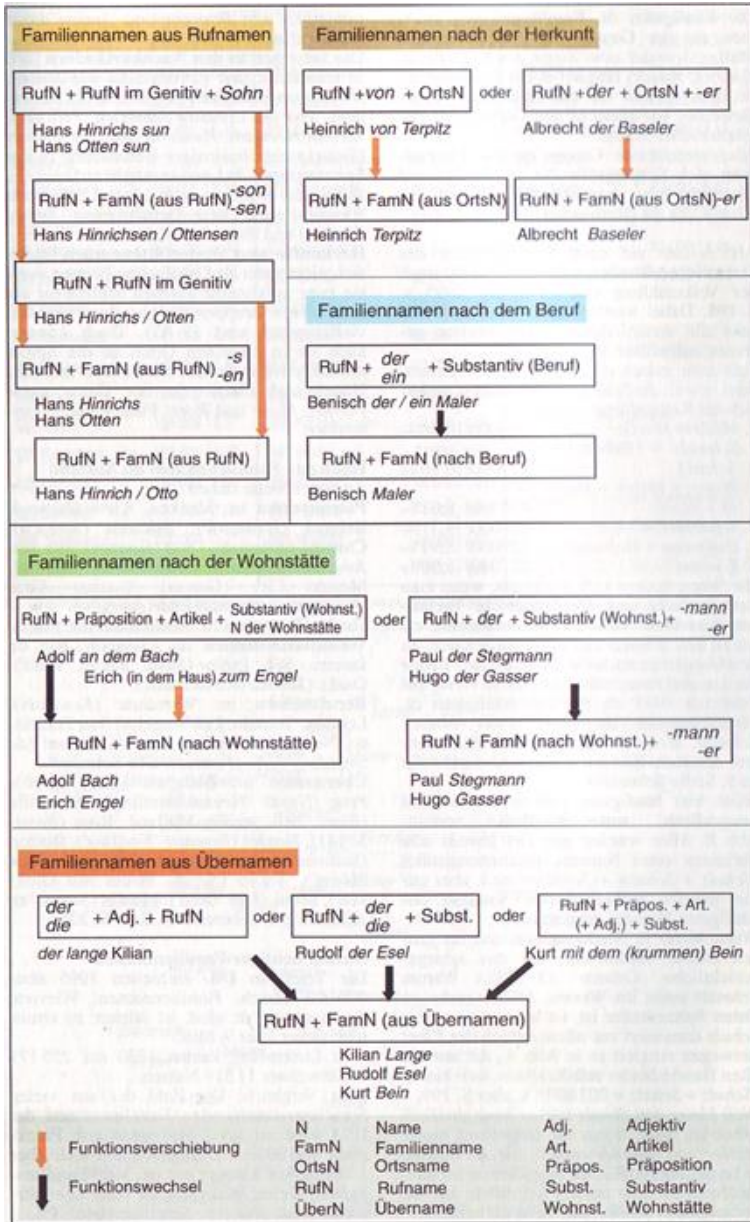 Familiennamen aus Rufnamen
RufN + RufN im Genitiv + Sohn
Hans Hinrichs sun
Hans Otten sun
RufN + FamN (aus RufN) -son
-sen
Hans Hinrichsen / Ottensen
RufN + RufN im Genitiv
Hans Hinrichs / Otten
RufN + FamN (aus RufN) -s
-en
Hans Hinrichs
Hans Otten
RufN + FamN (aus RufN)
Hans Hinrich / Otto
Familiennamen nach der Herkunft
RufN +von + OrtsN oder RufN +der + OrtsN + -er
Heinrich von Terpitz Albrecht der Baseler
RufN + FamN (aus OrtsN) RufN + FamN (aus OrtsN)-er
Heinrich Terpitz Albrecht Baseler
Familiennamen nach dem Beruf
RufN + der + Substantiv (Beruf)
ein
Benisch der / ein Maler
RufN + FamN (nach Beruf)
Benisch Maler
Familiennamen nach der Wohnstätte
RufN + Präposition + Artikel + Substantiv (Wohnst.)
N der Wohnstätte
oder
RufN + der + Substantiv (Wohnst.)+ -mann
-er
Adolf an dem Bach
Erich (in dem Haus) zum Engel
Paul der Stegmann
Hugo der Gasser
RufN + FamN (nach Wohnstätte)
RufN + FamN (nach Wohnst.)+ -mann
-er
Adolf Bach
Erich Engel
Paul Stegmann
Hugo Gasser
Familiennamen aus Übernamen
der
die + Adj. + RufN
oder
RufN + der + Subst.
die
oder
RufN + Präpos. + Art.
(+ Adj.) + Subst.
der lange Kilian
Rudolf der Esel
Kurt mit dem (krummen) Bein
RufN + FamN (aus Übernamen)
Kilian Lange
Rudolf Esel
Kurt Bein
Funktionsverschiebung
Funktionswechsel
N Name
FamN Familienname
OrtsN Ortsname
RufN Rufname
ÜberN Übername
Adj. Adjektiv
Art. Artikel
Präpos. Präposition
Subst. Substantiv
Wohnst. Wohnstätte